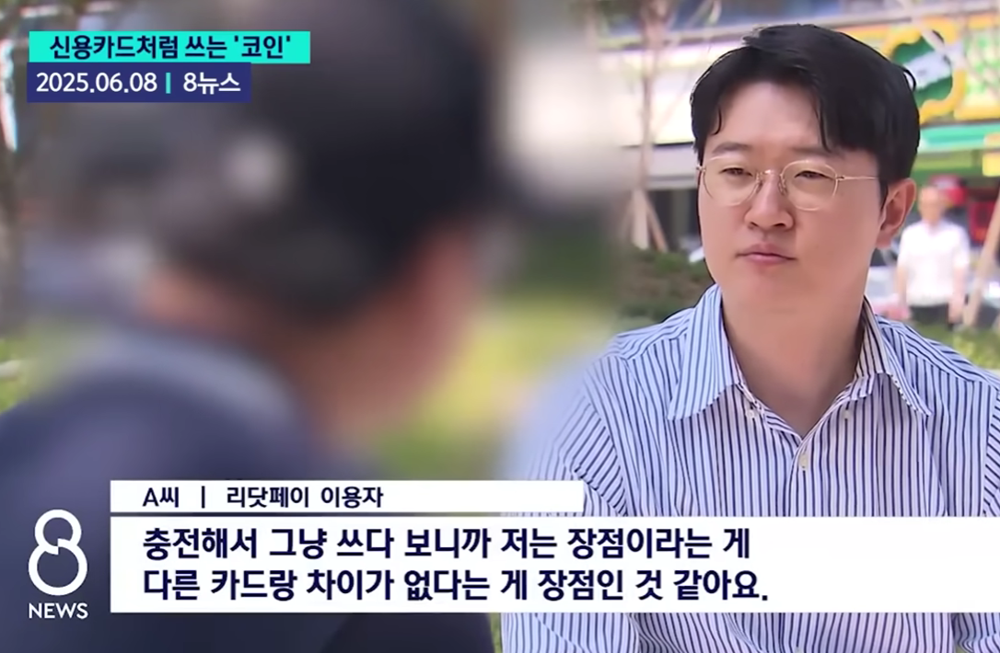 신용카드처럼 쓰는 '코인'
2025.06.08 | 8뉴스
A씨 | 리닷페이 이용자
충전해서 그냥 쓰다 보니까 저는 장점이라는 게
다른 카드랑 차이가 없다는 게 장점인 것 같아요.
8
NEWS